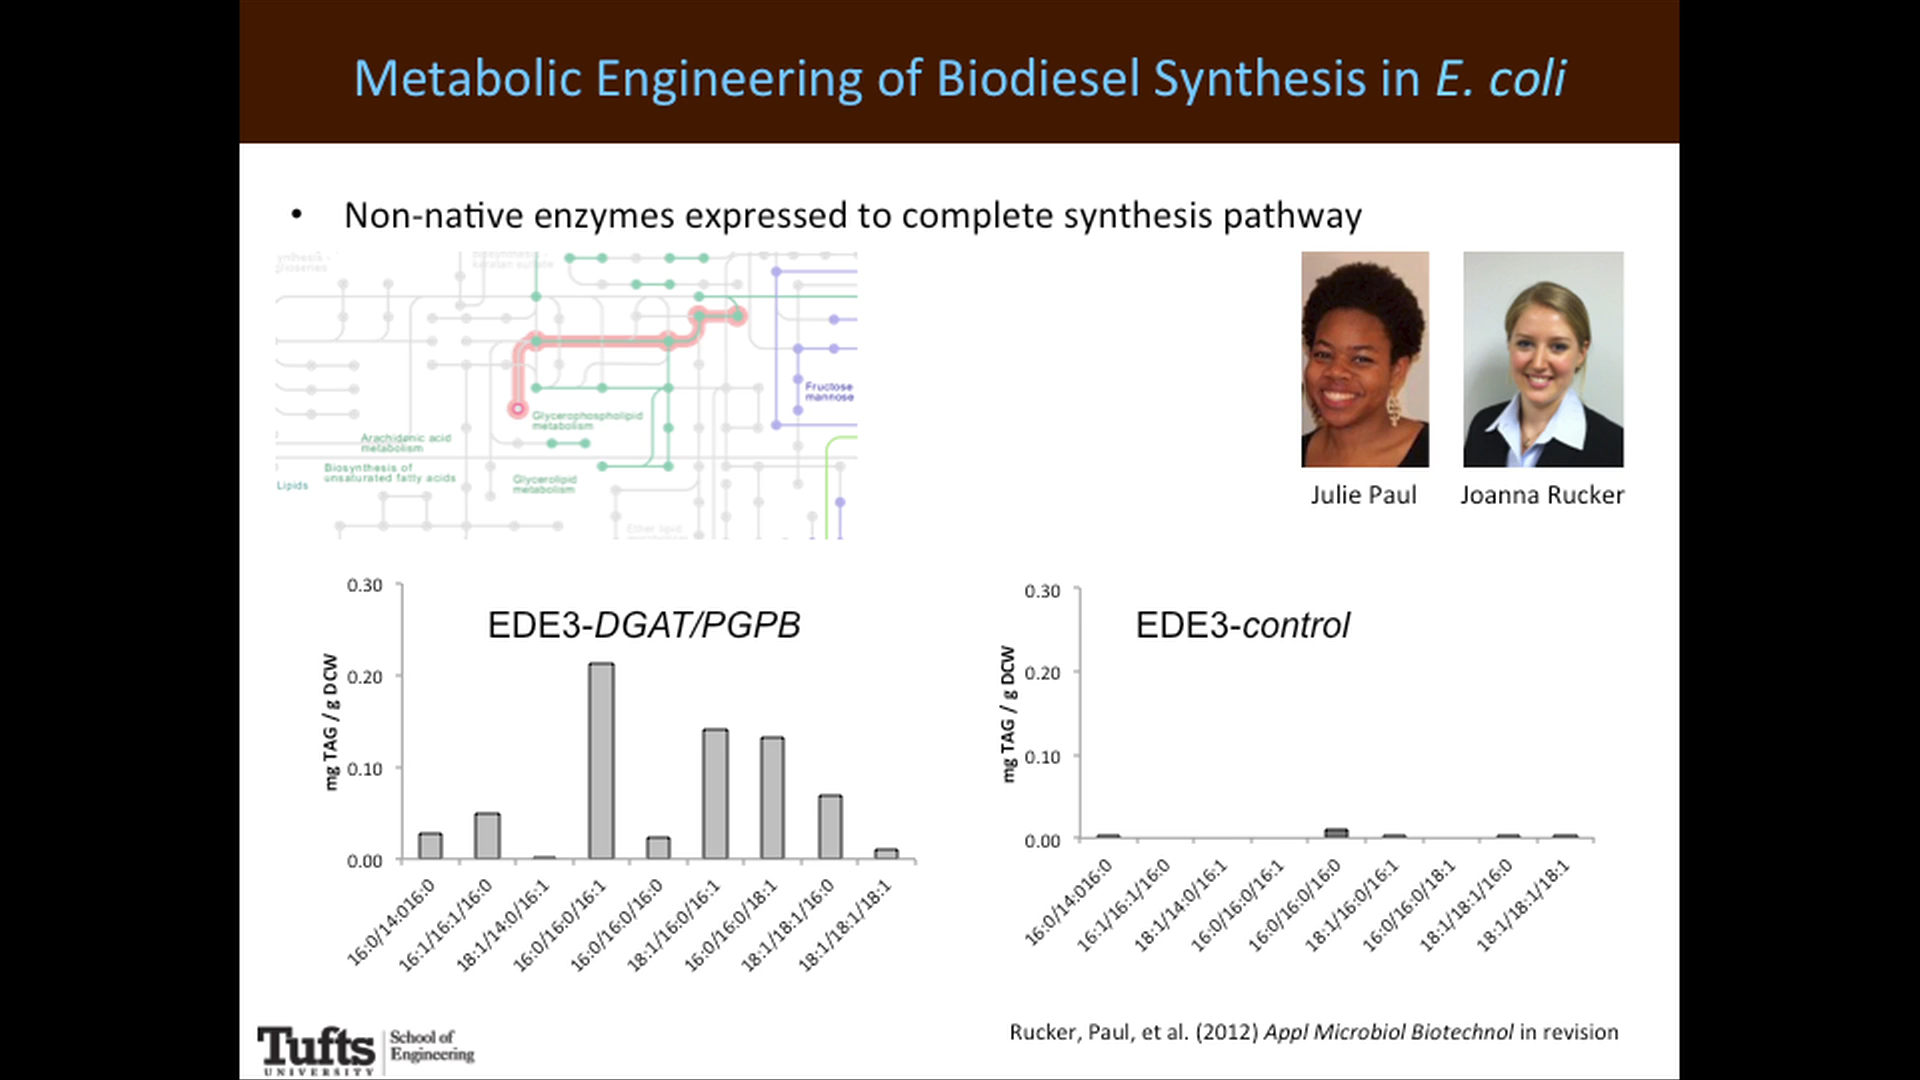 Metabolic Engineering of Biodiesel Synthesis in E. coli
• Non-native enzymes expressed to complete synthesis pathway
biosynthesis -
keratan sulfate
Fructose
mannose
Glycerophospholipid
metabolism
Arachidonic acid
metabolism
Biosynthesis of
unsaturated fatty acids
Lipids
Glycerolipid
metabolism
Ether lipid
Julie Paul
Joanna Rucker
EDE3-DGAT/PGPB
mg TAG / g DCW
0.30
0.20
0.10
0.00
16:0/14:016:0
16:1/16:1/16:0
18:1/14:0/16:1
16:0/16:0/16:1
16:0/16:0/16:0
18:1/16:0/16:1
16:0/16:0/18:1
18:1/18:1/16:0
18:1/18:1/18:1
EDE3-control
mg TAG / g DCW
0.30
0.20
0.10
0.00
16:0/14:016:0
16:1/16:1/16:0
18:1/14:0/16:1
16:0/16:0/16:1
16:0/16:0/16:0
18:1/16:0/16:1
16:0/16:0/18:1
18:1/18:1/16:0
18:1/18:1/18:1
Tufts
UNIVERSITY
School of
Engineering
Rucker, Paul, et al. (2012) Appl Microbiol Biotechnol in revision